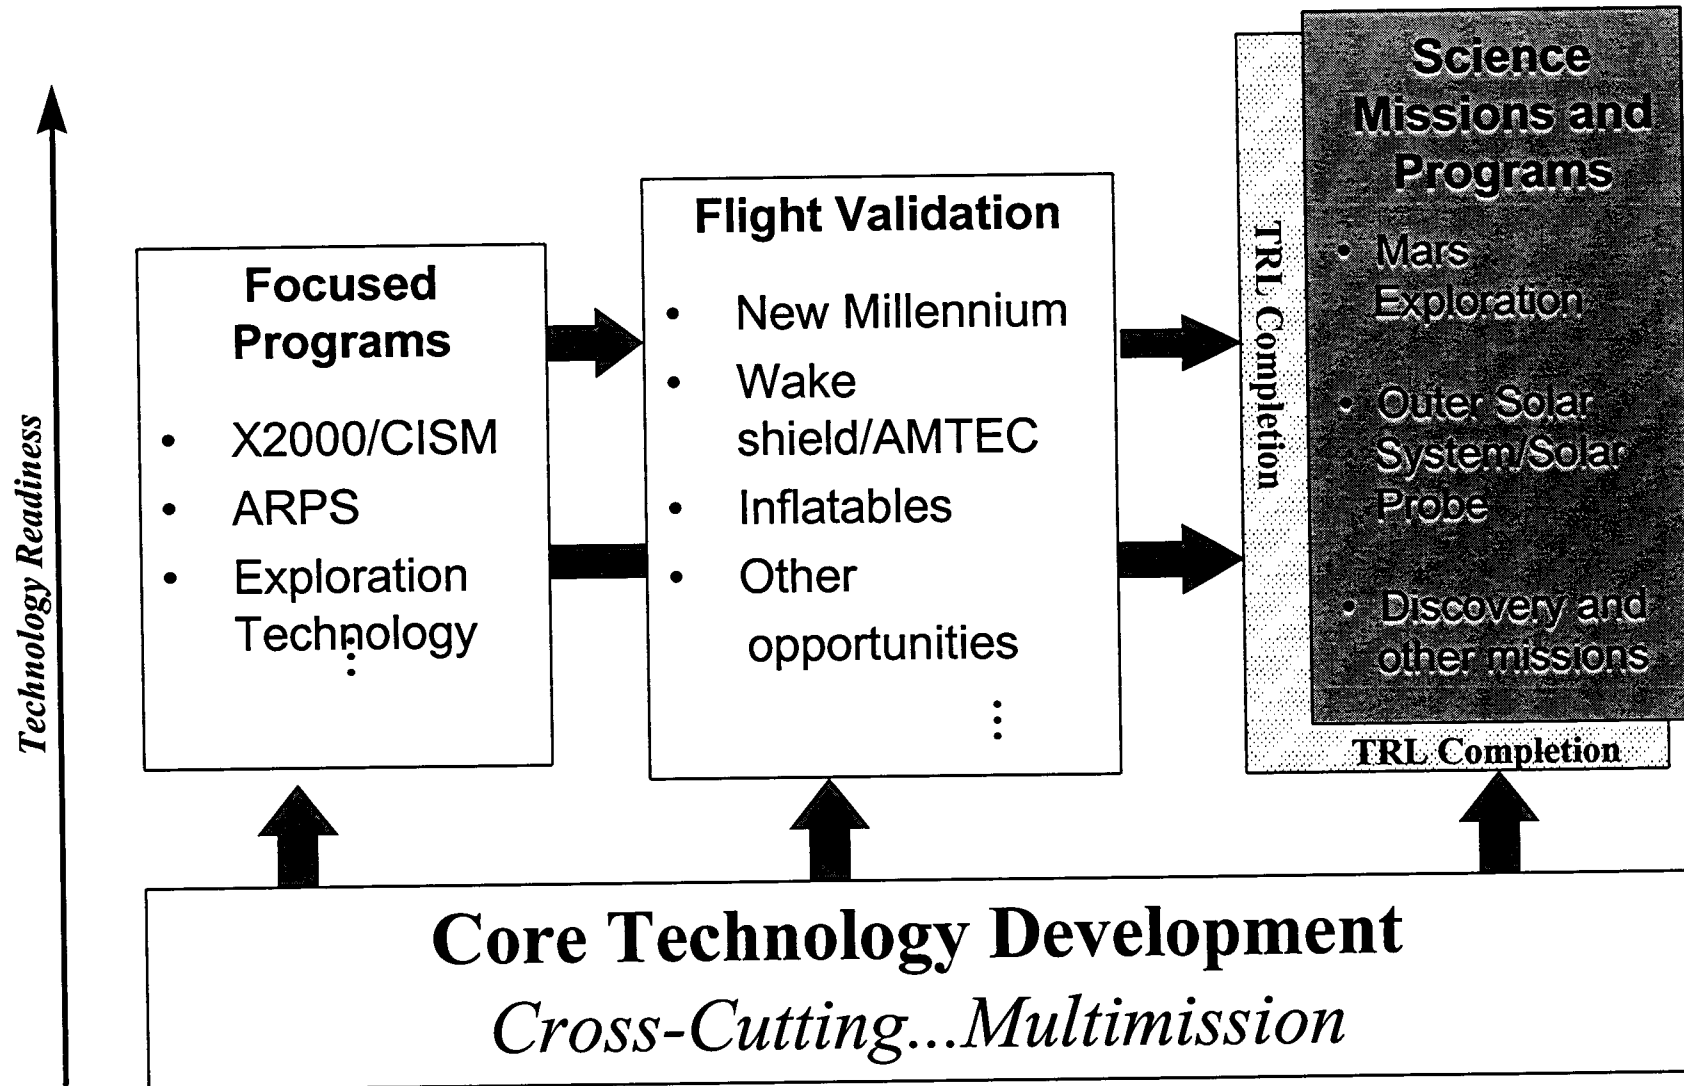 Technology Readiness
Focused
Programs
• X2000/CISM
• ARPS
• Exploration
Technology
⋮
Flight Validation
• New Millennium
• Wake
shield/AMTEC
• Inflatables
• Other
opportunities
⋮
TRL Completion
Science
Missions and
Programs
• Mars
Exploration
• Outer Solar
System/Solar
Probe
• Discovery and
other missions
TRL Completion
Core Technology Development
Cross-Cutting...Multimission